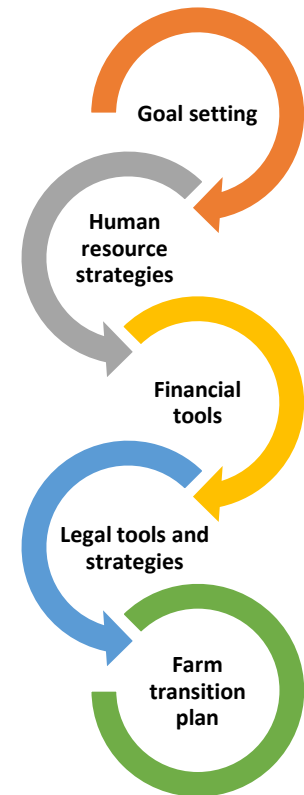 Goal setting
Human
resource
strategies
Financial
tools
Legal tools and
strategies
Farm
transition
plan